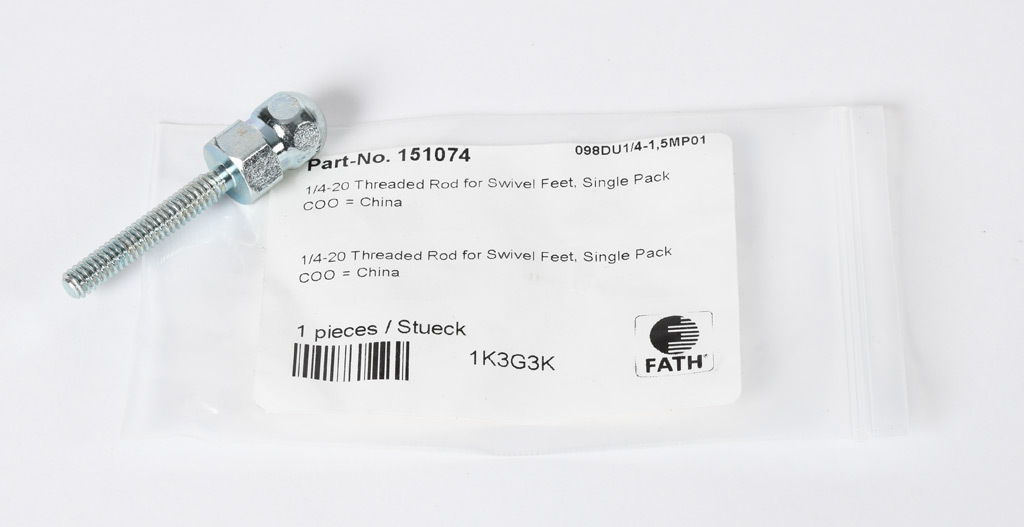 Part-No. 151074
098DU1/4-1,5MP01
1/4-20 Threaded Rod for Swivel Feet, Single Pack
COO = China
1/4-20 Threaded Rod for Swivel Feet, Single Pack
COO = China
1 pieces / Stueck
1K3G3K
FATH